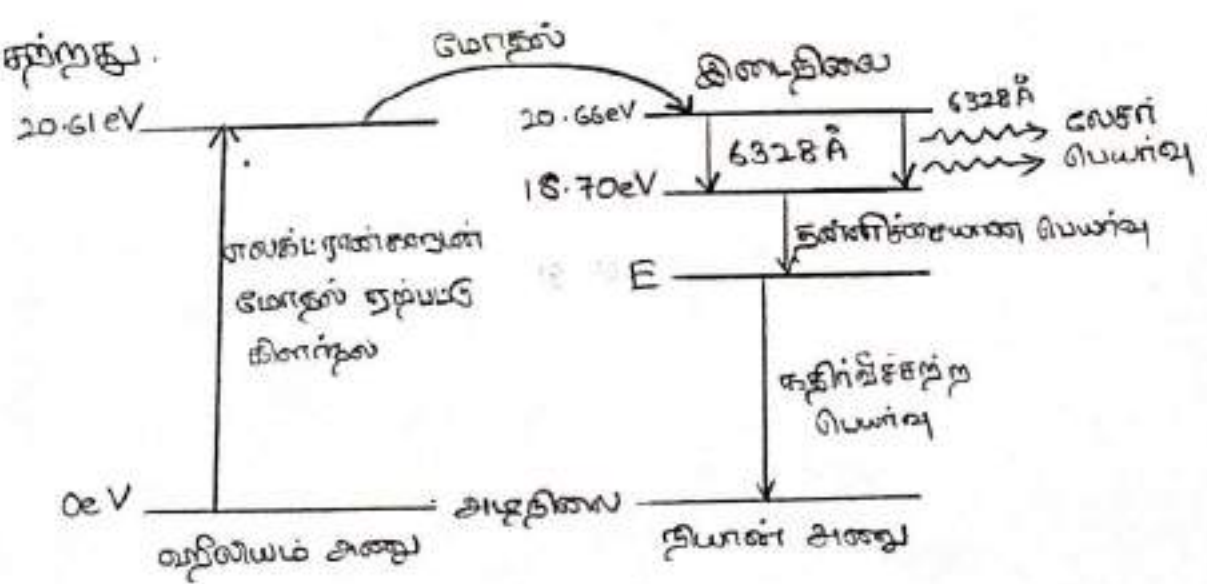 சுற்றது.
மோதல்
இடைநிலை
20.61eV
20.66eV
6328Å
6328Å
லேசர்
பெயர்வு
18.70eV
தன்னிச்சையான பெயர்வு
எலக்ட்ரான்களுடன்
மோதல் ஏற்பட்டு
கிளர்தல்
E
கதிர்வீச்சற்ற
பெயர்வு
0eV
அடிநிலை
ஹீலியம் அணு
நியான் அணு